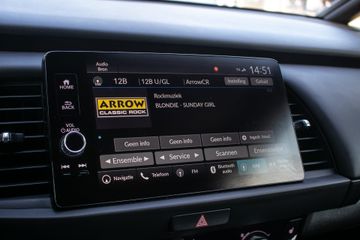 Audio
Bron
14:51
12B
12B U/GL
ArrowCR
Instelling
Geluid
HOME
BACK
VOL
AUDIO
ARROW
CLASSIC ROCK
Rockmuziek
BLONDIE - SUNDAY GIRL
Geen info
Geen info
Geen info
Ensemble
Service
Scannen
Navigatie
Telefoon
FM
Bluetooth
audio